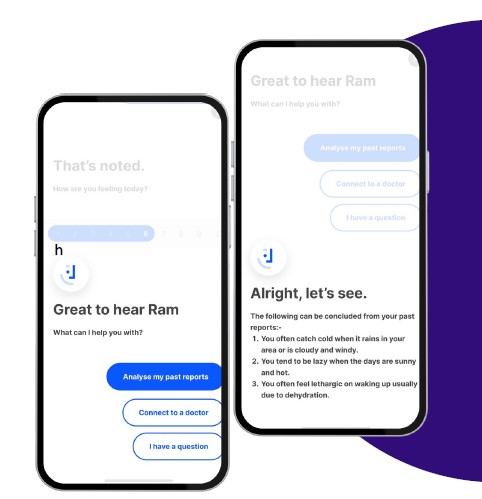 That's noted.
How are you feeling today?
8
h
Great to hear Ram
What can I help you with?
Analyse my past reports
Connect to a doctor
I have a question
Great to hear Ram
What can I help you with?
Analyse my past reports
Connect to a doctor
I have a question
Alright, let's see.
The following can be concluded from your past
reports:-
1. You often catch cold when it rains in your
area or is cloudy and windy.
2. You tend to be lazy when the days are sunny
and hot.
3. You often feel lethargic on waking up usually
due to dehydration.